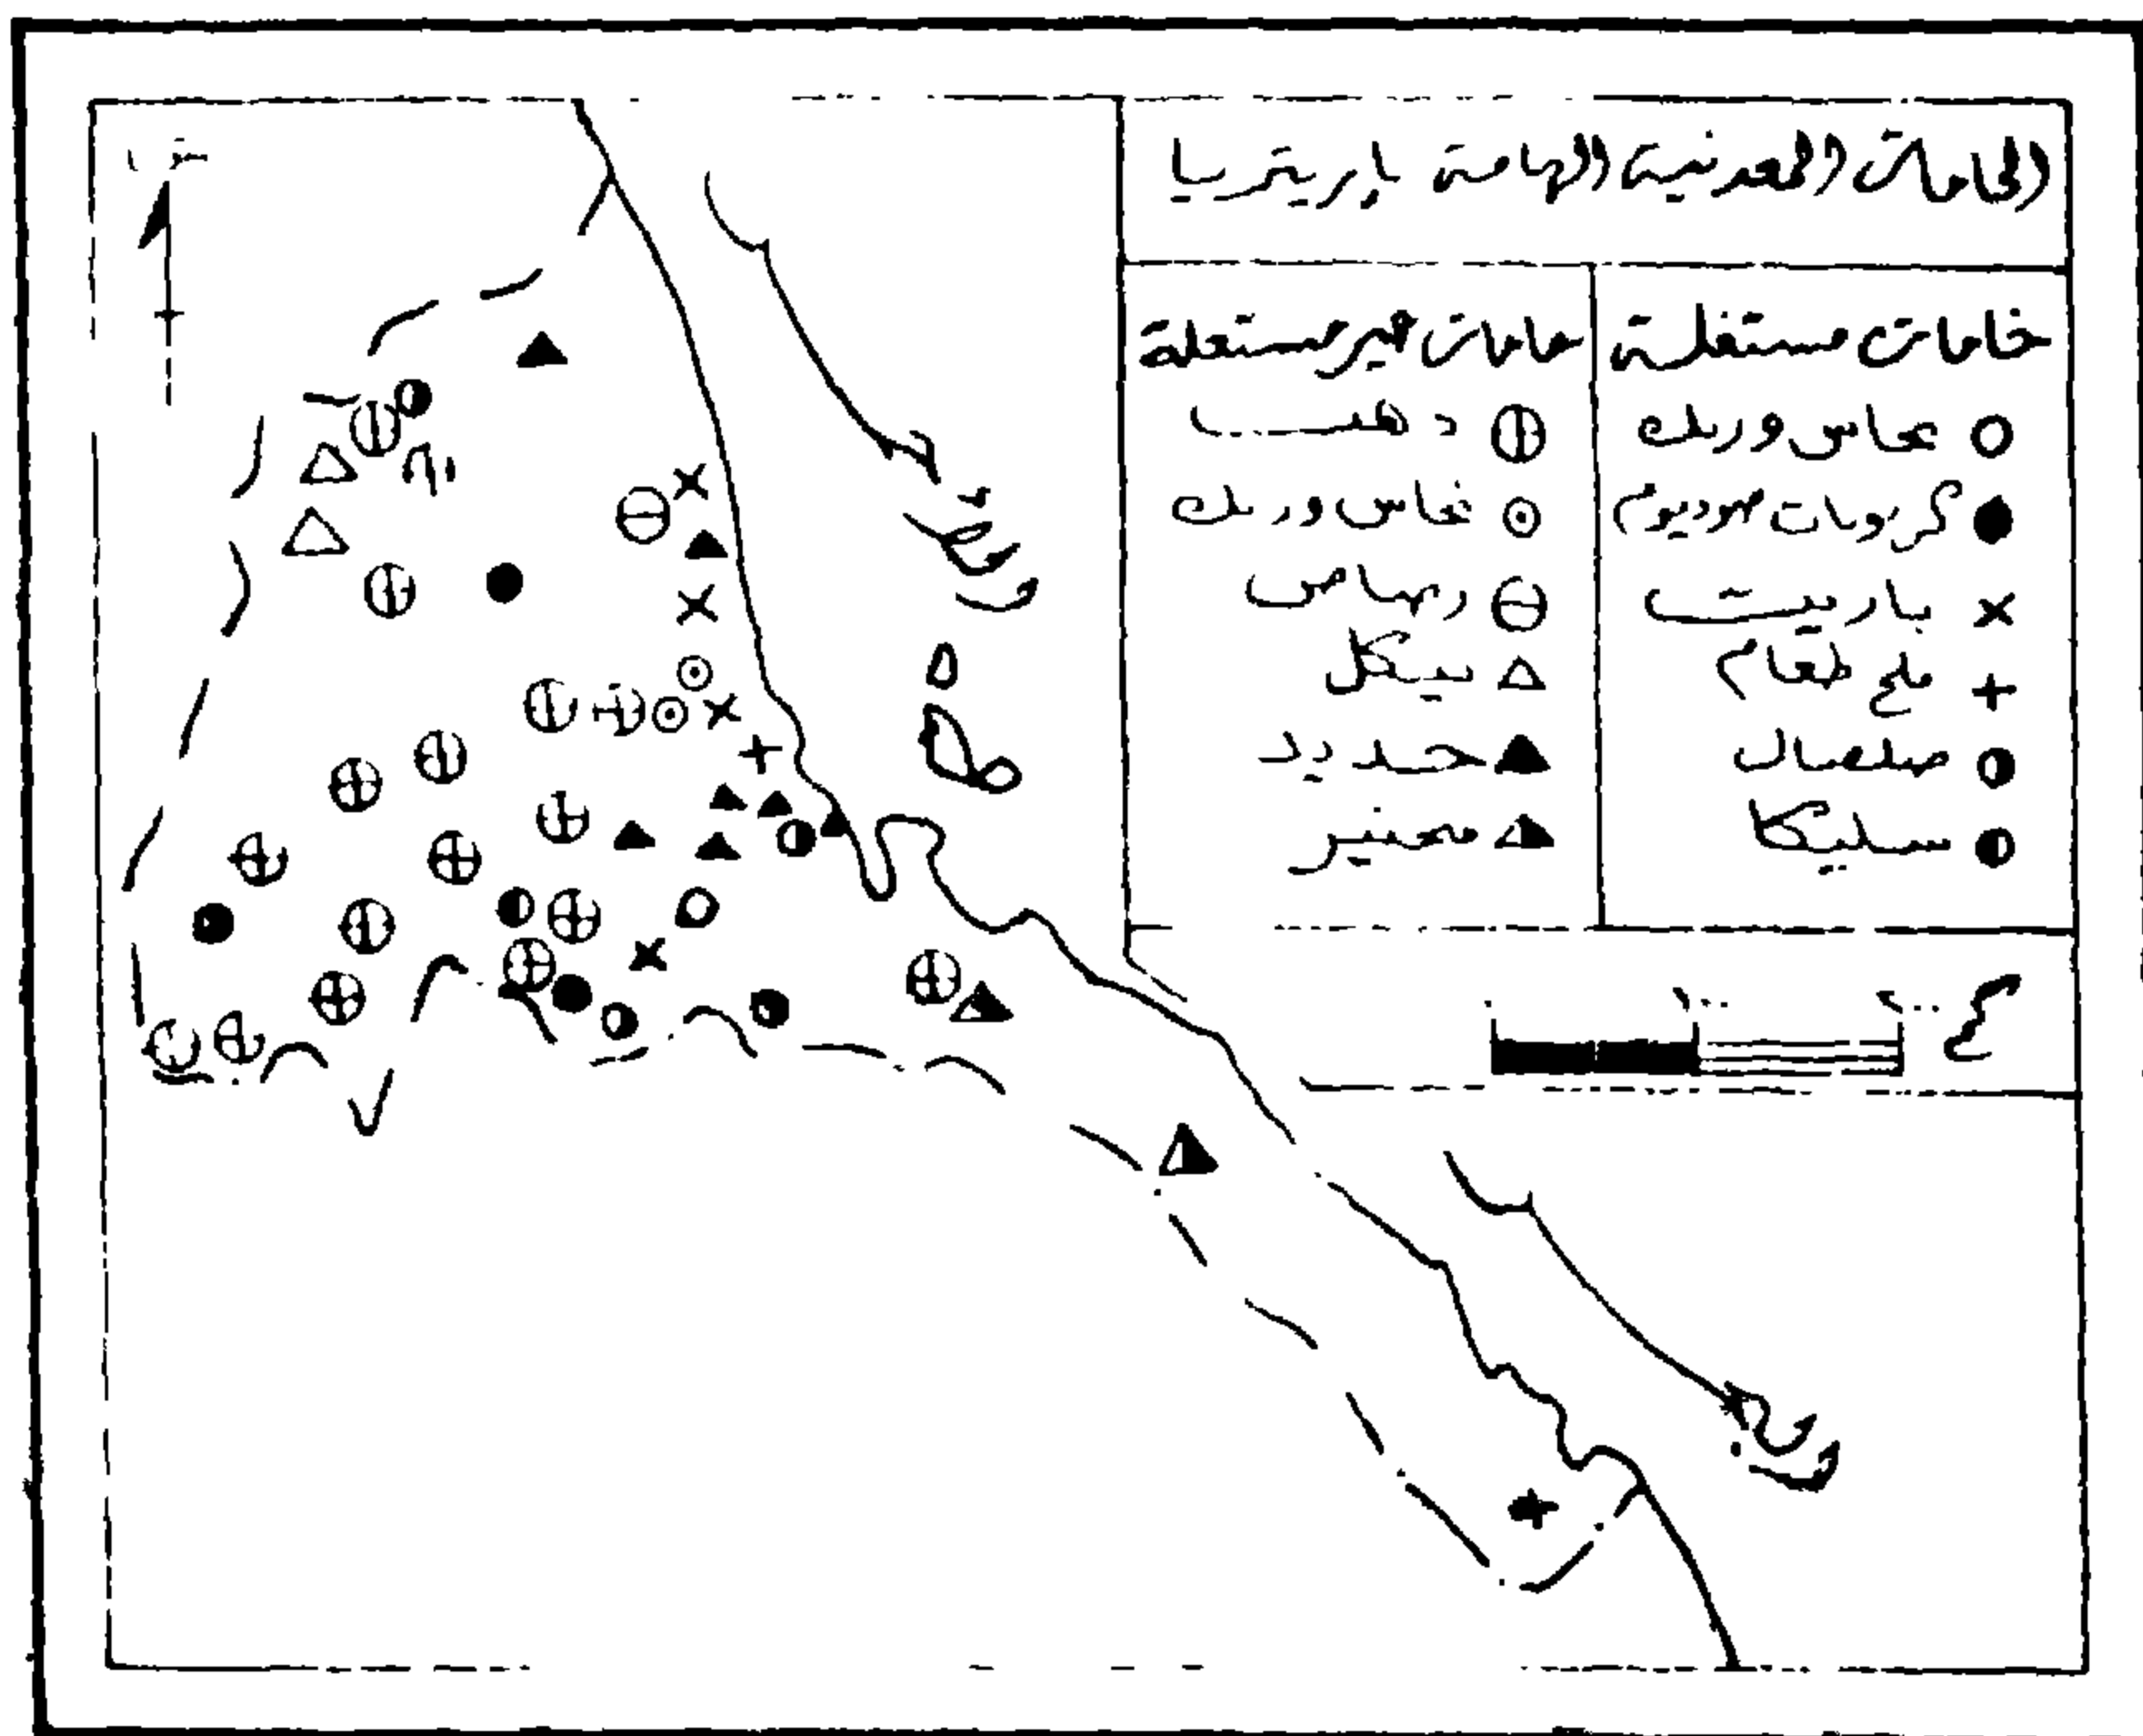 الخامات المعدنية الهامة بإريتريا
خامات مستغلة
نحاس وزنك
كربونات صوديوم
باريت
ملح طعام
صلصال
سليكا
خامات غير مستغلة
ذهب
نحاس وزنك
رصاص
نيكل
حديد
منجنيز
كم